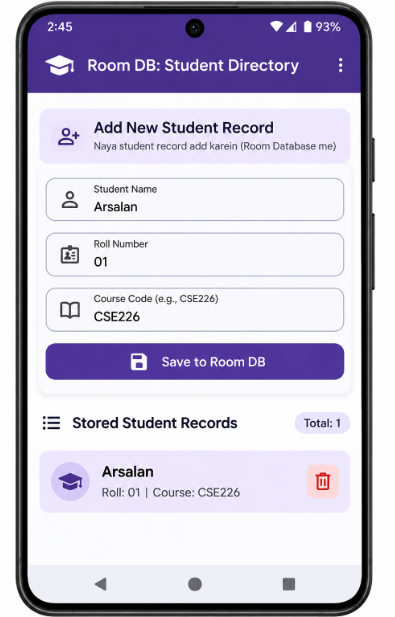 2:45
93%
Room DB: Student Directory
Add New Student Record
Naya student record add karein (Room Database me)
Student Name
Arsalan
Roll Number
01
Course Code (e.g., CSE226)
CSE226
Save to Room DB
Stored Student Records
Total: 1
Arsalan
Roll: 01 | Course: CSE226